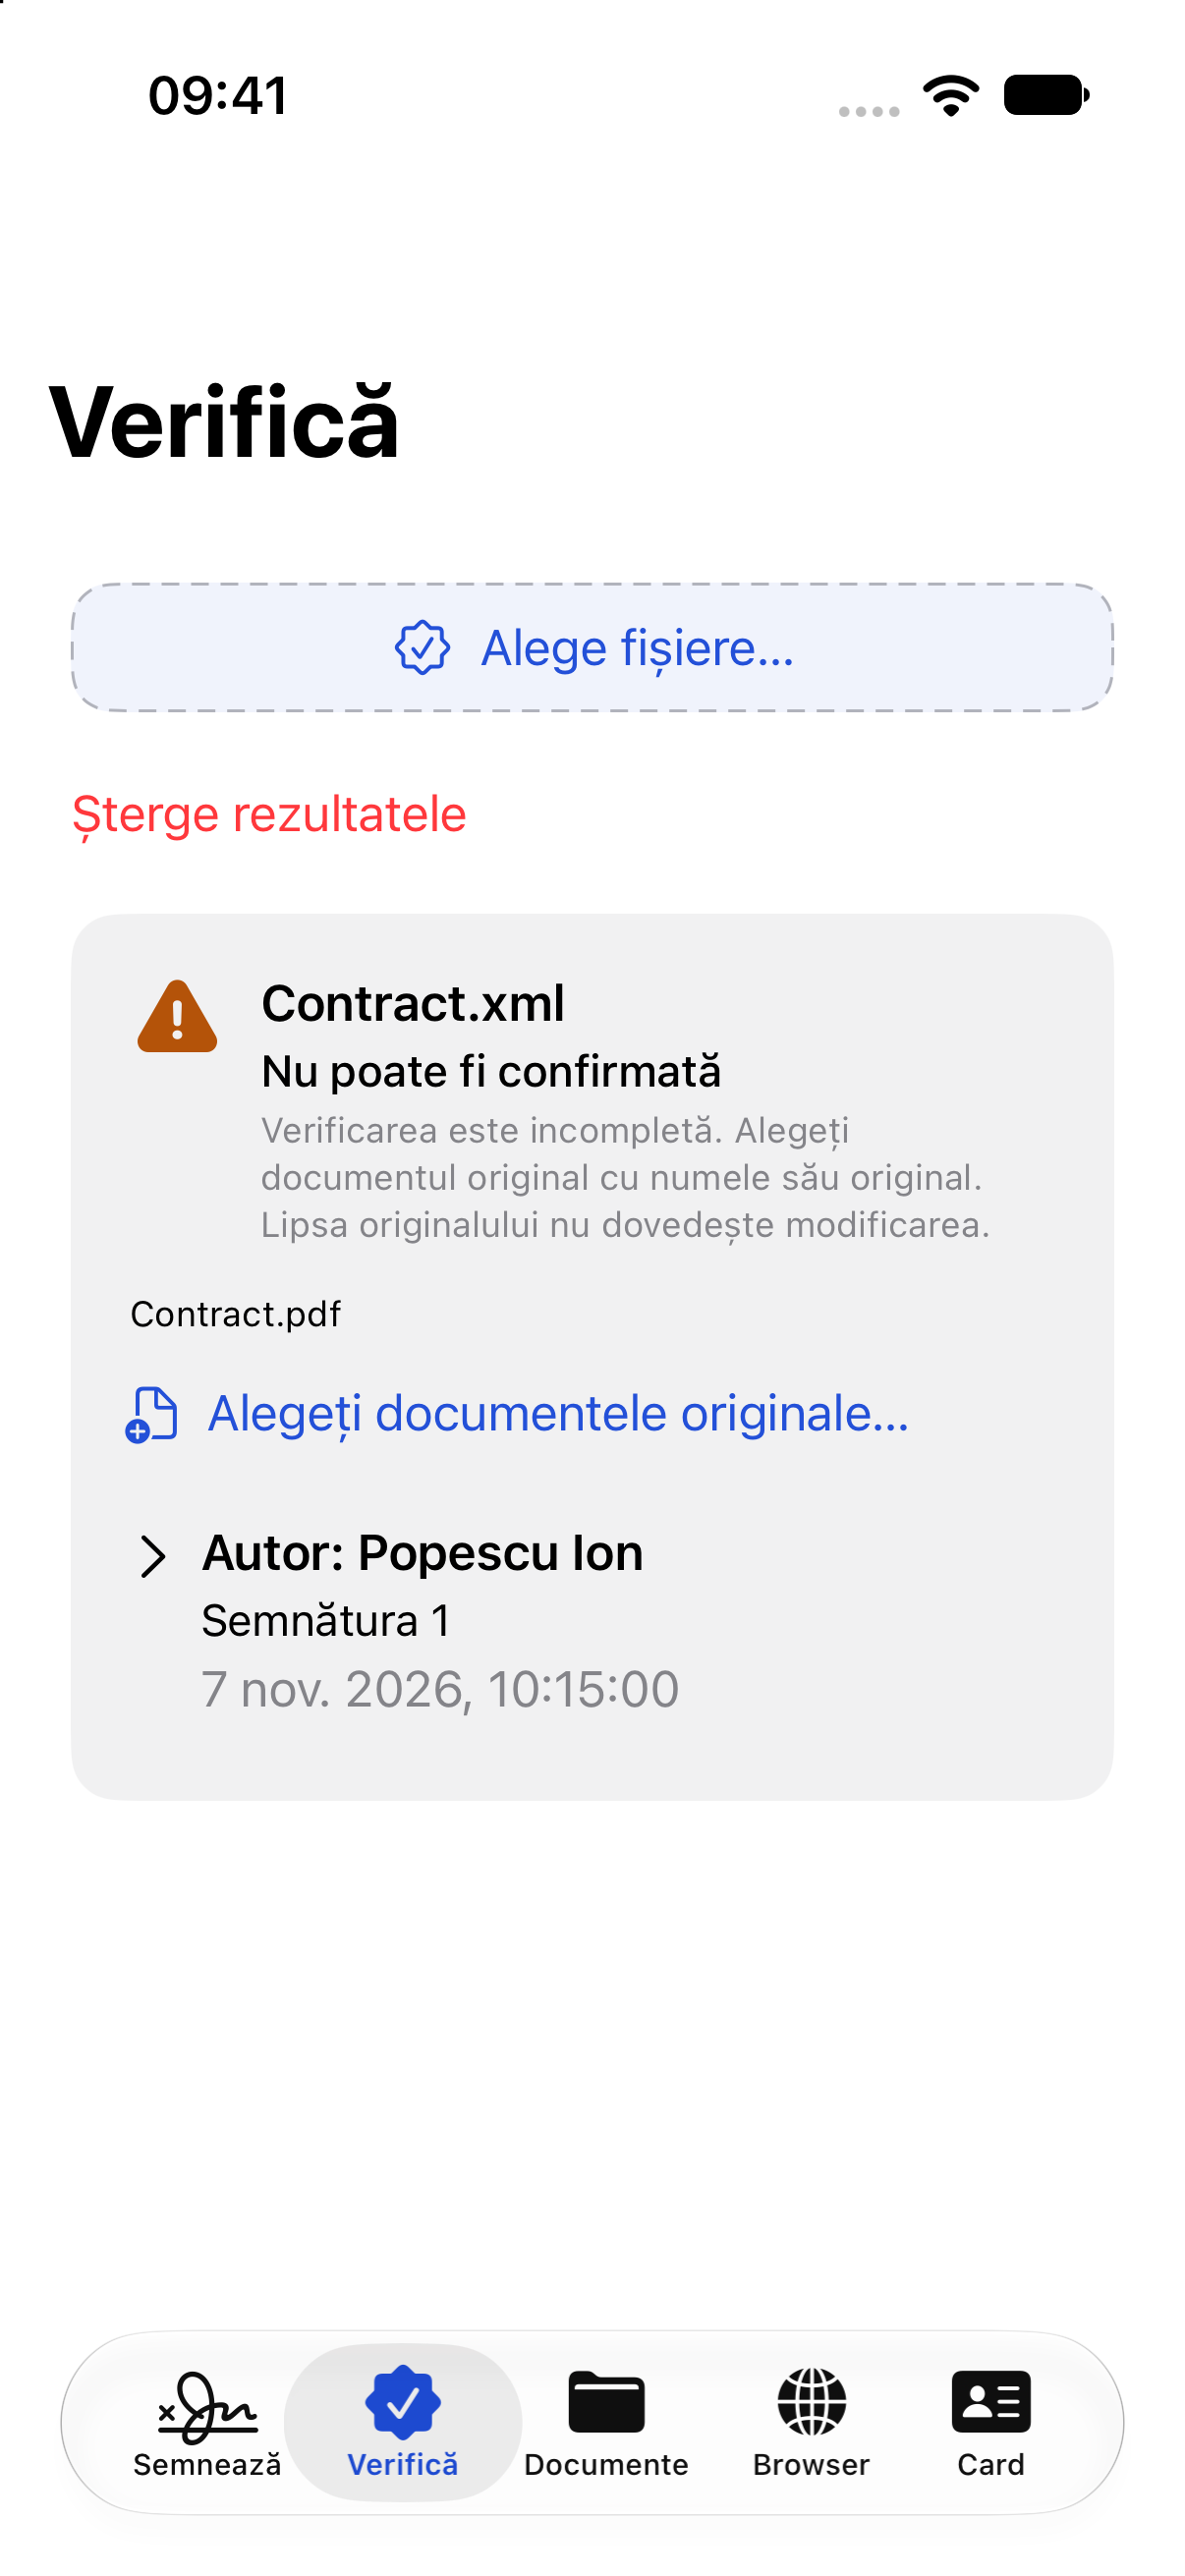 09:41
Verifică
Alege fișiere...
Șterge rezultatele
Contract.xml
Nu poate fi confirmată
Verificarea este incompletă. Alegeți
documentul original cu numele său original.
Lipsa originalului nu dovedește modificarea.
Contract.pdf
Alegeți documentele originale...
Autor: Popescu Ion
Semnătura 1
7 nov. 2026, 10:15:00
Semnează
Verifică
Documente
Browser
Card